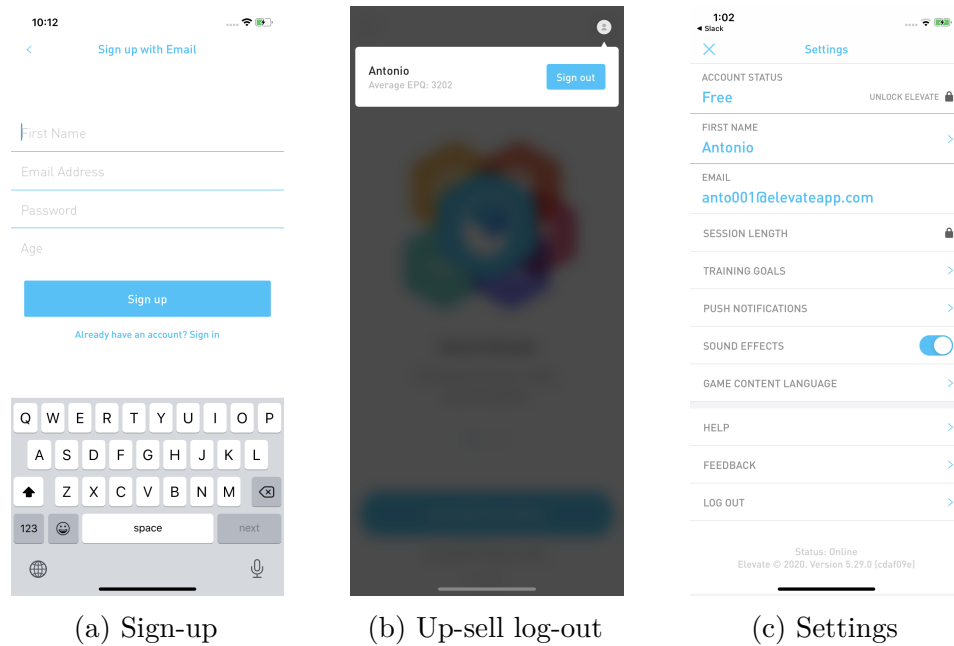 10:12
Sign up with Email
First Name
Email Address
Password
Age
Sign up
Already have an account? Sign in
Q W E R T Y U I O P
A S D F G H J K L
Z X C V B N M
123 space next
(a) Sign-up
Antonio
Average EPQ: 3202
Sign out
(b) Up-sell log-out
1:02
Slack
Settings
ACCOUNT STATUS
Free UNLOCK ELEVATE
FIRST NAME
Antonio
EMAIL
anto001@elevateapp.com
SESSION LENGTH
TRAINING GOALS
PUSH NOTIFICATIONS
SOUND EFFECTS
GAME CONTENT LANGUAGE
HELP
FEEDBACK
LOG OUT
Status: Online
Elevate © 2020. Version 5.29.0 (cdaf09e)
(c) Settings